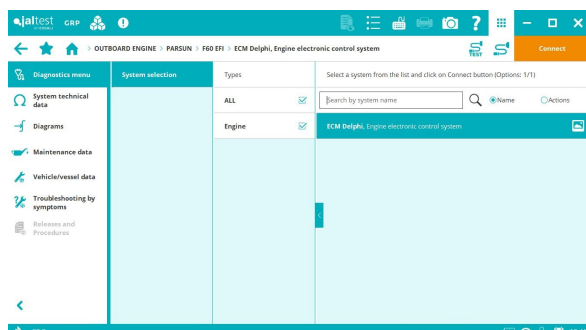 jaltest GRP
OUTBOARD ENGINE > PARSUN > F60 EFI > ECM Delphi, Engine electronic control system
TEST
Connect
Diagnostics menu
System selection
Types
Select a system from the list and click on Connect button (Options: 1/1)
System technical
data
ALL
Search by system name
Name
Actions
Diagrams
Engine
ECM Delphi, Engine electronic control system
Maintenance data
Vehicle/vessel data
Troubleshooting by
symptoms
Releases and
Procedures